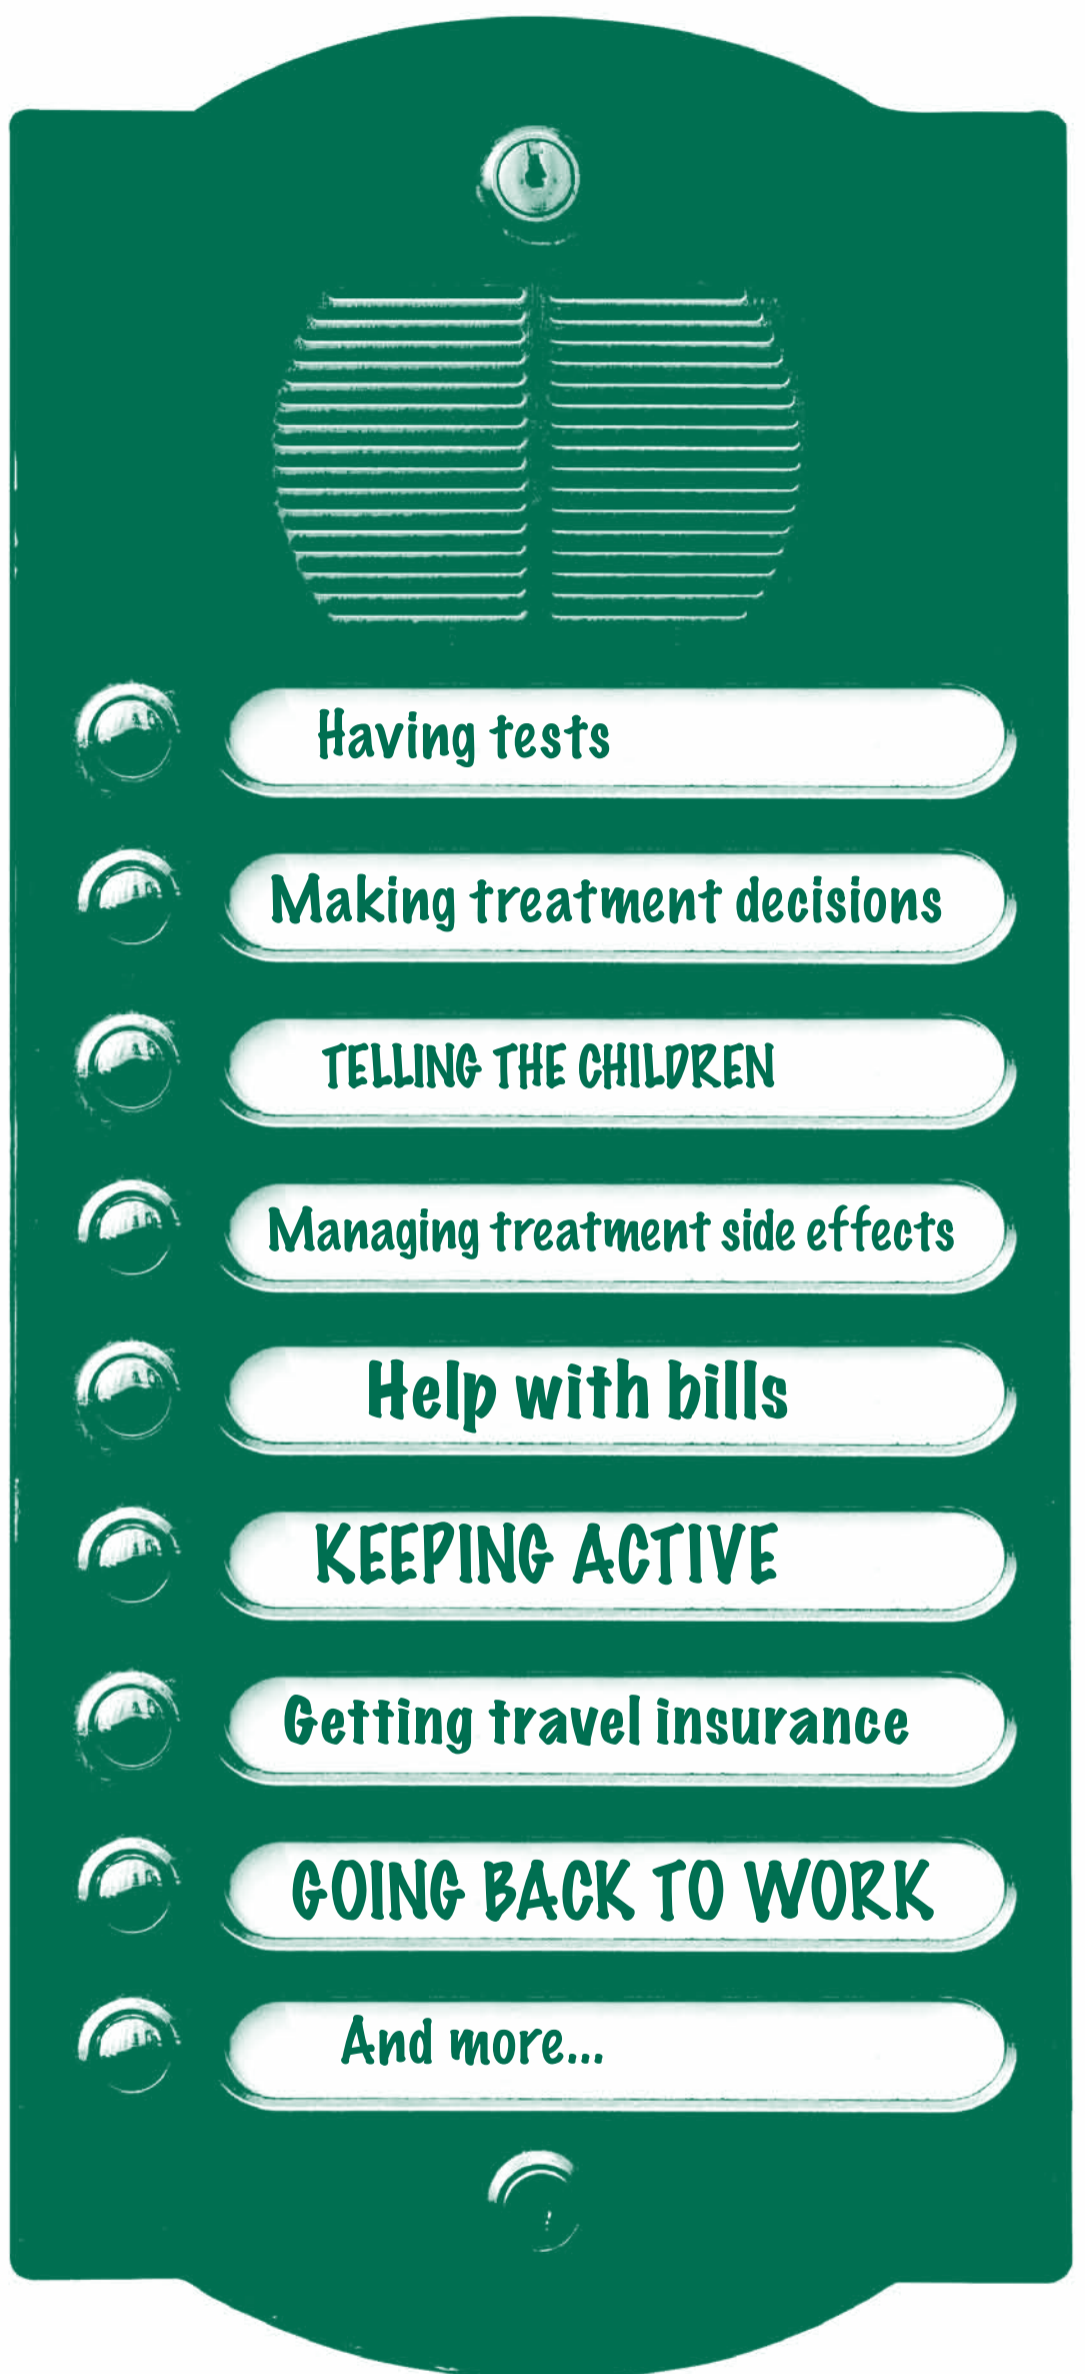 Having tests
Making treatment decisions
TELLING THE CHILDREN
Managing treatment side effects
Help with bills
KEEPING ACTIVE
Getting travel insurance
GOING BACK TO WORK
And more...